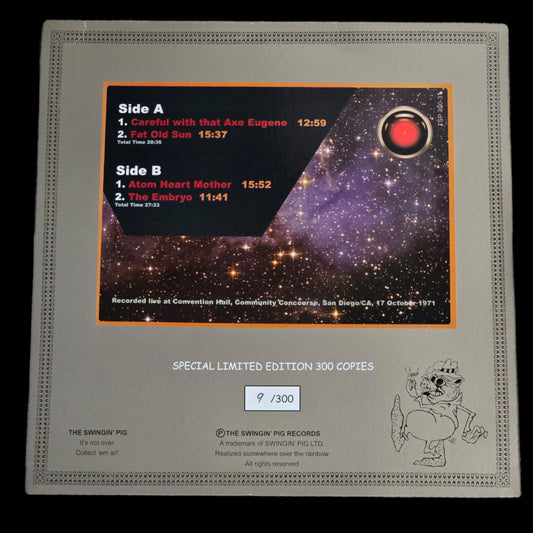 Side A
1. Careful with that Axe Eugene 12:59
2. Fat Old Sun 15:37
Total Time 28:36
Side B
1. Atom Heart Mother 15:52
2. The Embryo 11:41
Total Time 27:33
Recorded live at Convention Hall, Community Concourse, San Diego/CA, 17 October 1971
SPECIAL LIMITED EDITION 300 COPIES
9 /300
THE SWINGIN' PIG
It's not over.
Collect 'em all!
Ⓟ THE SWINGIN' PIG RECORDS
A trademark of SWINGIN' PIG LTD.
Realized somewhere over the rainbow
All rights reserved